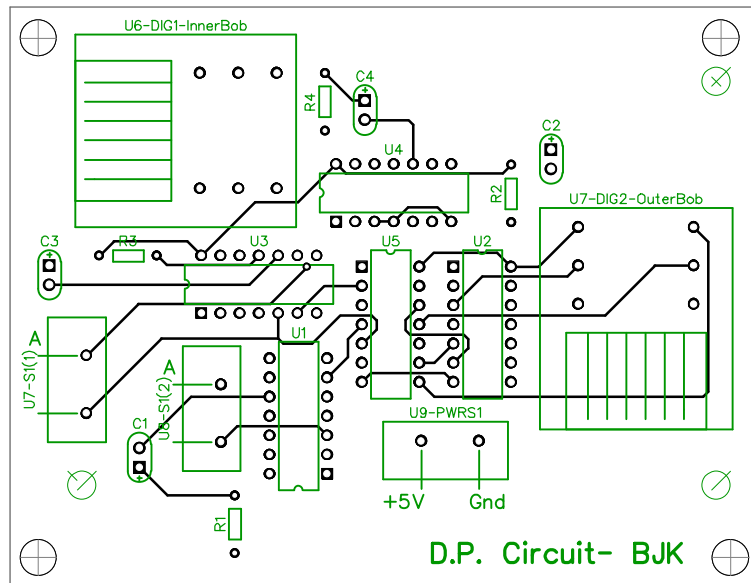 U6-DIG1-InnerBob
C4
R4
C2
U4
R2
U7-DIG2-OuterBob
C3
R3
U3
U5
U2
U1
A
U7-S1(1)
A
U8-S1(2)
C1
U9-PWRS1
+5V
Gnd
R1
D.P. Circuit- BJK